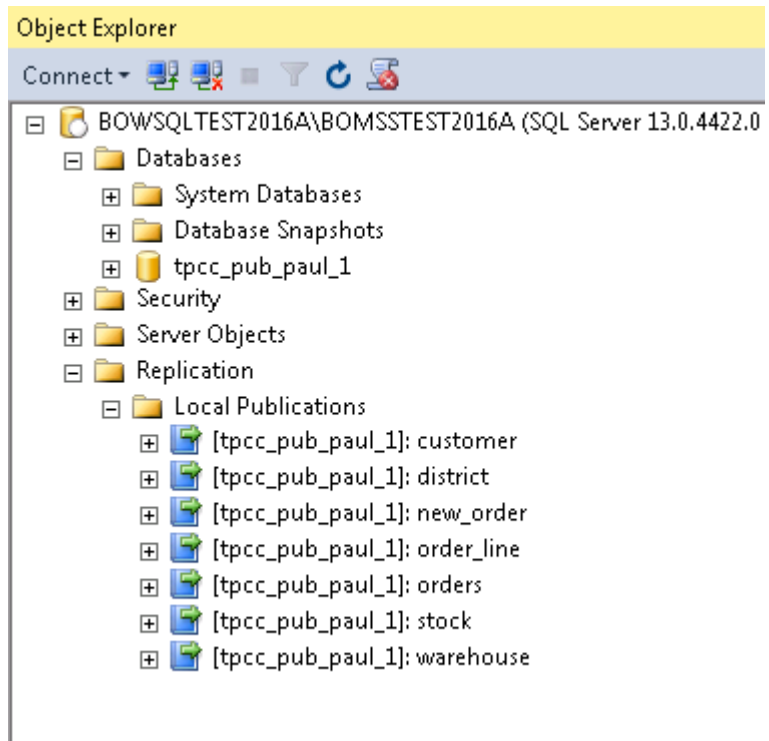 Object Explorer
Connect
BOWSQLTEST2016A\BOMSSTEST2016A (SQL Server 13.0.4422.0
Databases
System Databases
Database Snapshots
tpcc_pub_paul_1
Security
Server Objects
Replication
Local Publications
[tpcc_pub_paul_1]: customer
[tpcc_pub_paul_1]: district
[tpcc_pub_paul_1]: new_order
[tpcc_pub_paul_1]: order_line
[tpcc_pub_paul_1]: orders
[tpcc_pub_paul_1]: stock
[tpcc_pub_paul_1]: warehouse